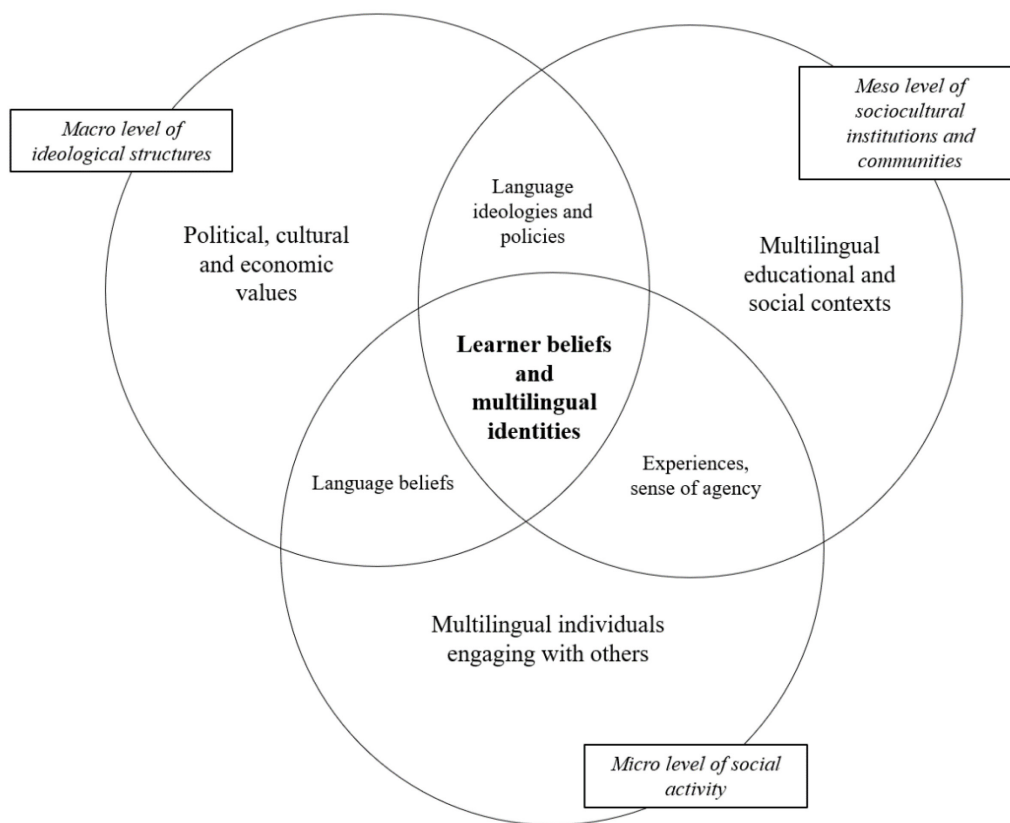 Macro level of
ideological structures
Meso level of
sociocultural
institutions and
communities
Language
ideologies and
policies
Political, cultural
and economic
values
Multilingual
educational and
social contexts
Learner beliefs
and
multilingual
identities
Language beliefs
Experiences,
sense of agency
Multilingual individuals
engaging with others
Micro level of social
activity